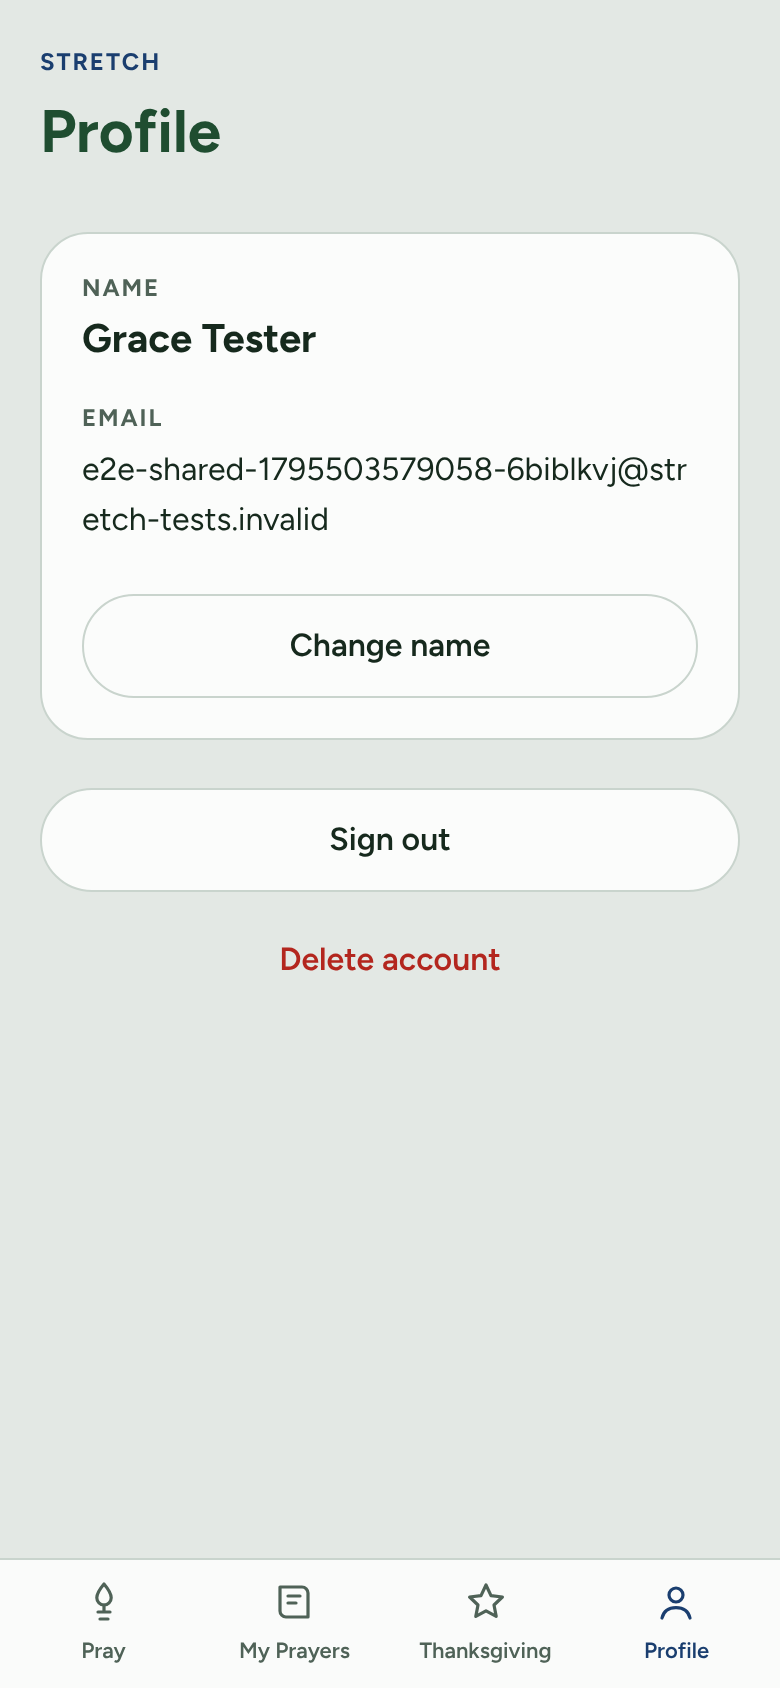 STRETCH
Profile
NAME
Grace Tester
EMAIL
e2e-shared-1795503579058-6biblkvj@str
etch-tests.invalid
Change name
Sign out
Delete account
Pray
My Prayers
Thanksgiving
Profile